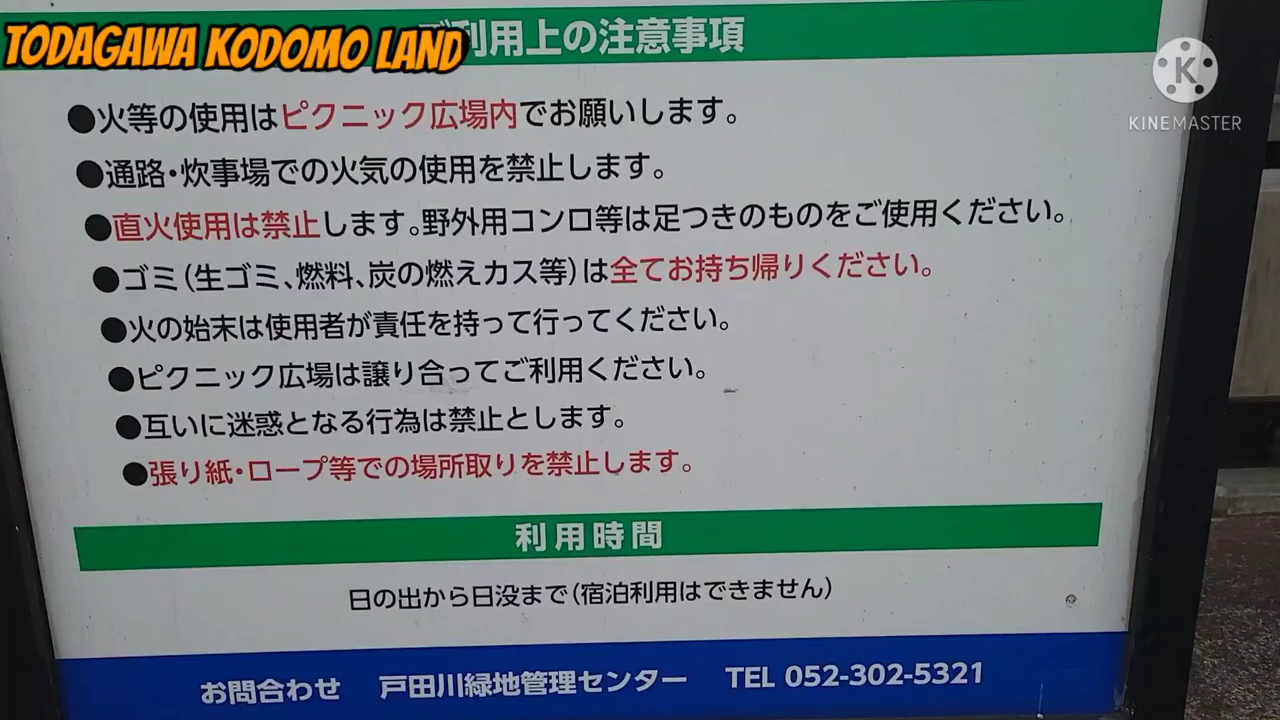 TODAGAWA KODOMO LAND
利用上の注意事項
K
KINEMASTER
●火等の使用はピクニック広場内でお願いします。
●通路・炊事場での火気の使用を禁止します。
●直火使用は禁止します。野外用コンロ等は足つきのものをご使用ください。
●ゴミ(生ゴミ、燃料、炭の燃えカス等)は全てお持ち帰りください。
●火の始末は使用者が責任を持って行ってください。
●ピクニック広場は譲り合ってご利用ください。
●互いに迷惑となる行為は禁止とします。
●張り紙・ロープ等での場所取りを禁止します。
利用時間
日の出から日没まで(宿泊利用はできません)
お問合わせ 戸田川緑地管理センター TEL 052-302-5321